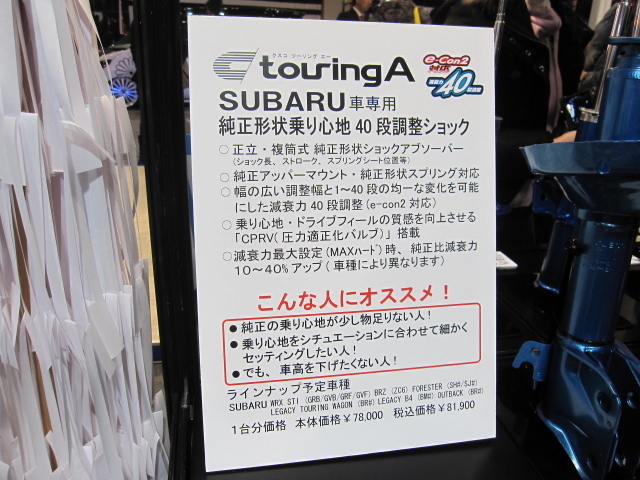 クスコ ツーリング エー
touring A
e-con2
対応
減衰力 40段調整
SUBARU 車専用
純正形状乗り心地 40 段調整ショック
○ 正立・複筒式 純正形状ショックアブソーバー
(ショック長、ストローク、スプリングシート位置等)
○ 純正アッパーマウント・純正形状スプリング対応
○ 幅の広い調整幅と1～40 段の均一な変化を可能
にした減衰力 40 段調整 (e-con2 対応)
○ 乗り心地・ドライブフィールの質感を向上させる
「CPRV(圧力適正化バルブ)」搭載
○ 減衰力最大設定(MAXハード)時、純正比減衰力
10～40%アップ(車種により異なります)
こんな人にオススメ！
● 純正の乗り心地が少し物足りない人！
● 乗り心地をシチュエーションに合わせて細かく
セッティングしたい人！
● でも、車高を下げたくない人！
ラインナップ予定車種
SUBARU WRX STI (GRB/GVB/GRF/GVF) BRZ (ZC6) FORESTER (SH#/SJ#)
LEGACY TOURING WAGON (BR#) LEGACY B4 (BM#) OUTBACK (BR#)
1台分価格 本体価格￥78,000 税込価格￥81,900